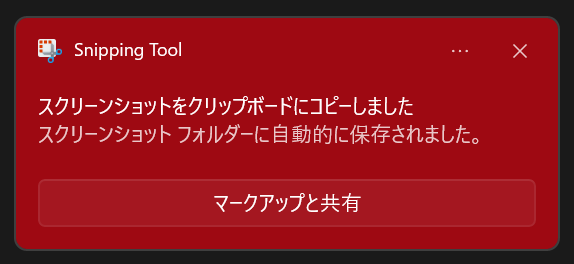 Snipping Tool
スクリーンショットをクリップボードにコピーしました
スクリーンショット フォルダーに自動的に保存されました。
マークアップと共有